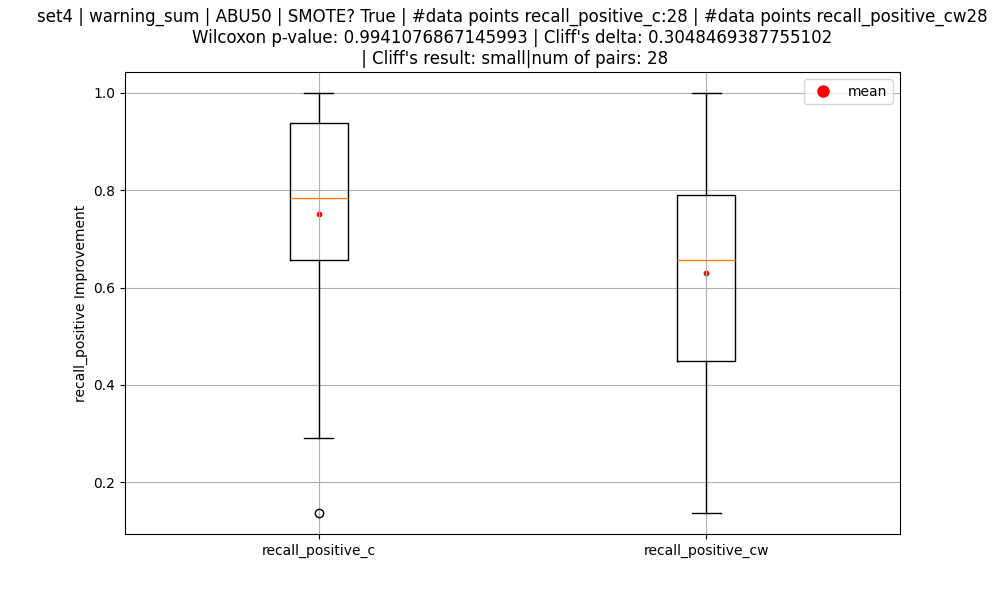 set4 | warning_sum | ABU50 | SMOTE? True | #data points recall_positive_c:28 | #data points recall_positive_cw28
Wilcoxon p-value: 0.9941076867145993 | Cliff's delta: 0.3048469387755102
| Cliff's result: small|num of pairs: 28
mean
1.0
0.8
0.6
0.4
0.2
recall_positive Improvement
recall_positive_c
recall_positive_cw